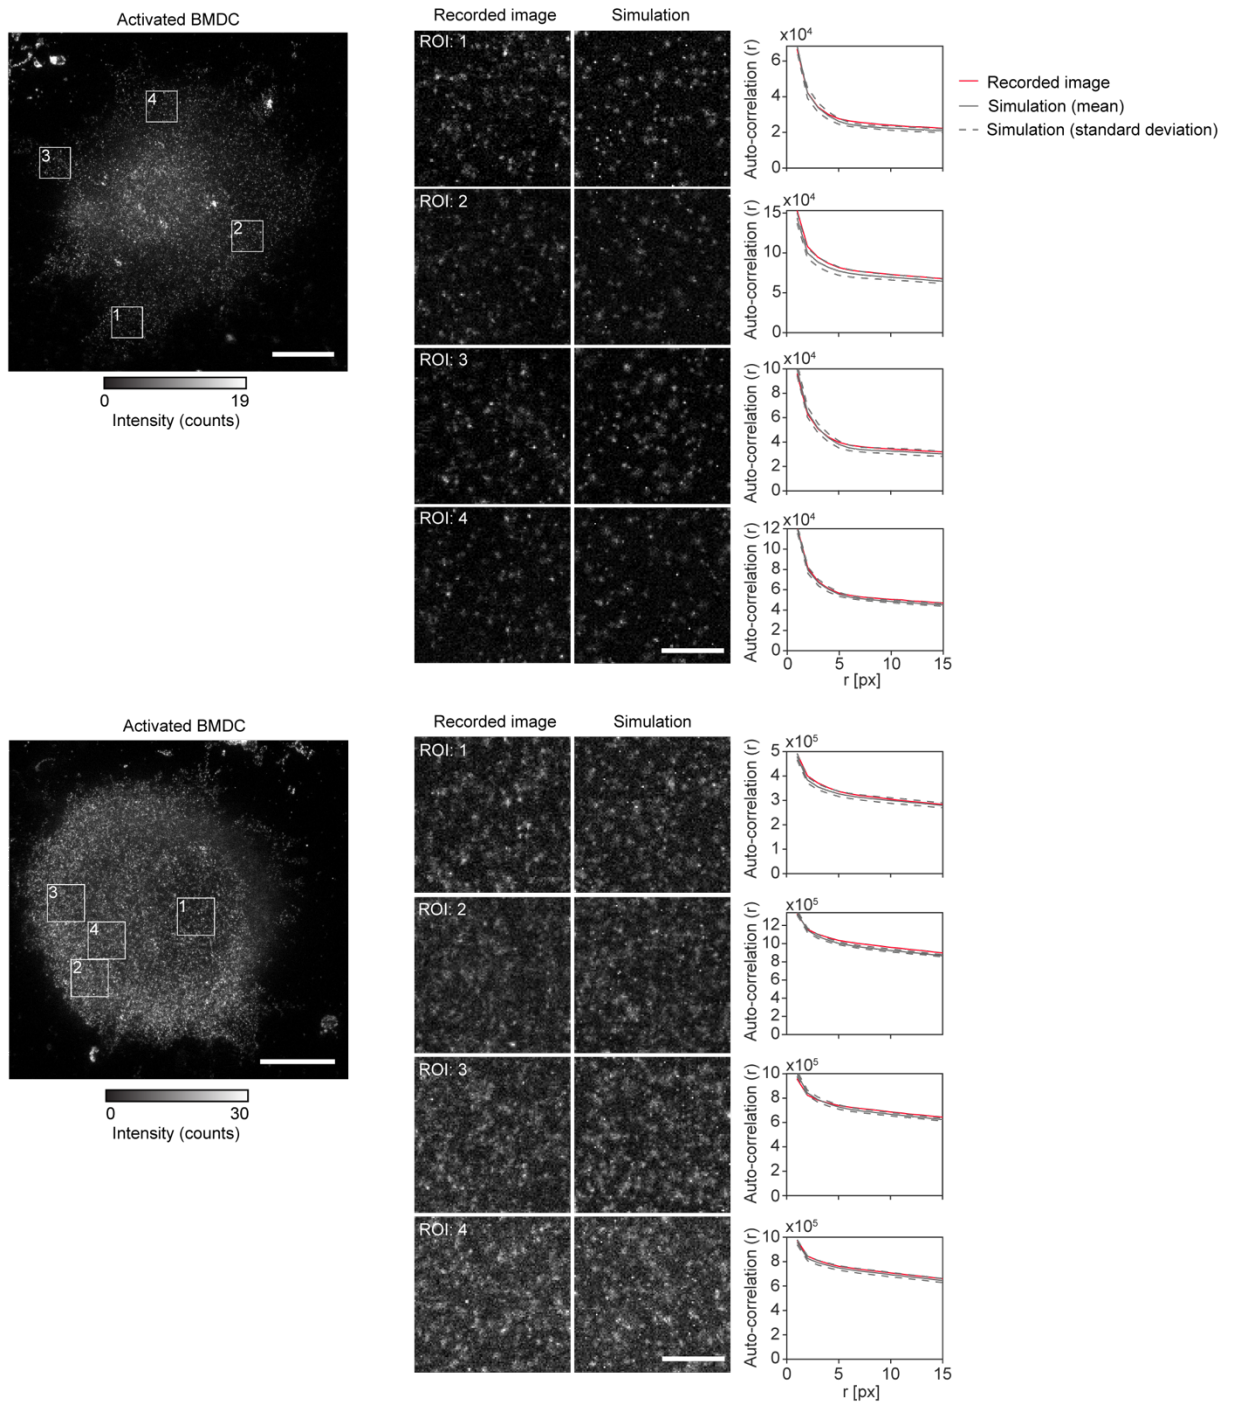 Activated BMDC
4
3
2
1
0 19
Intensity (counts)
Recorded image Simulation
ROI: 1
ROI: 2
ROI: 3
ROI: 4
x10⁴
Auto-correlation (r)
6
4
2
0
Recorded image
Simulation (mean)
Simulation (standard deviation)
x10⁴
Auto-correlation (r)
15
10
5
0
x10⁴
Auto-correlation (r)
10
8
6
4
2
0
x10⁴
Auto-correlation (r)
12
10
8
6
4
2
0
0 5 10 15
r [px]
Activated BMDC
3
1
4
2
0 30
Intensity (counts)
Recorded image Simulation
ROI: 1
ROI: 2
ROI: 3
ROI: 4
x10⁵
Auto-correlation (r)
5
4
3
2
1
0
x10⁵
Auto-correlation (r)
12
10
8
6
4
2
0
x10⁵
Auto-correlation (r)
10
8
6
4
2
0
x10⁵
Auto-correlation (r)
10
8
6
4
2
0
0 5 10 15
r [px]